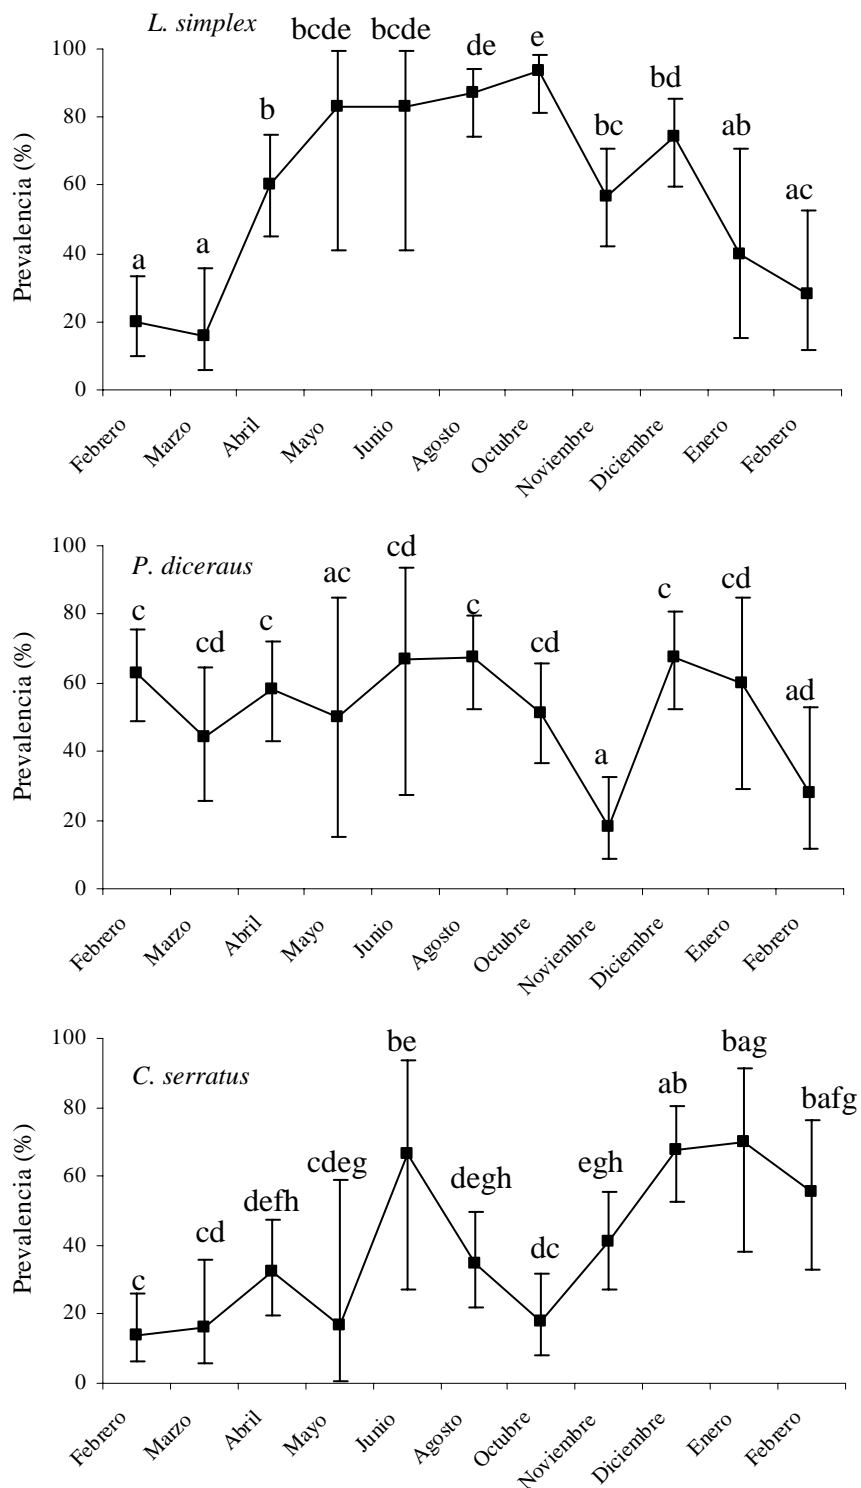 L. simplex
bcde
bcde
de
e
bd
b
bc
ab
ac
a
a
Prevalencia (%)
100
80
60
40
20
0
Febrero
Marzo
Abril
Mayo
Junio
Agosto
Octubre
Noviembre
Diciembre
Enero
Febrero
P. diceraus
c
cd
c
ac
cd
c
cd
a
c
cd
ad
Prevalencia (%)
100
80
60
40
20
0
Febrero
Marzo
Abril
Mayo
Junio
Agosto
Octubre
Noviembre
Diciembre
Enero
Febrero
C. serratus
c
cd
defh
cdeg
be
degh
dc
egh
ab
bag
bafg
Prevalencia (%)
100
80
60
40
20
0
Febrero
Marzo
Abril
Mayo
Junio
Agosto
Octubre
Noviembre
Diciembre
Enero
Febrero